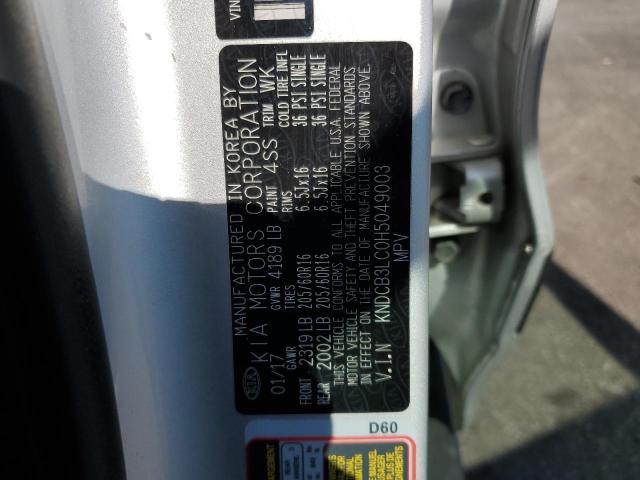 VIN
MANUFACTURED IN KOREA BY
KIA KIA MOTORS CORPORATION
01/17 GVWR 4189 LB PAINT 4SS TRIM WK
GAWR TIRES RIMS COLD TIRE INFL
FRONT 2319 LB 205/60R16 6.5Jx16 36 PSI SINGLE
REAR 2002 LB 205/60R16 6.5Jx16 36 PSI SINGLE
THIS VEHICLE CONFORMS TO ALL APPLICABLE U.S.A. FEDERAL
MOTOR VEHICLE SAFETY AND THEFT PREVENTION STANDARDS
IN EFFECT ON THE DATE OF MANUFACTURE SHOWN ABOVE.
V.I.N KNDCB3LC0H5049003
MPV
D60